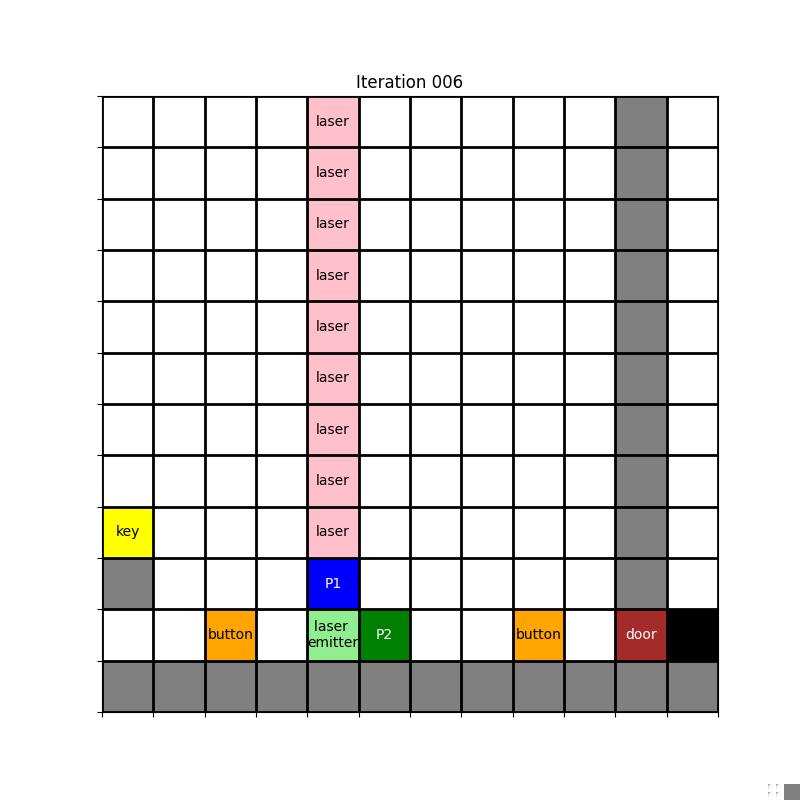 Iteration 006
laser
laser
laser
laser
laser
laser
laser
laser
key
laser
P1
button
laser
emitter
P2
button
door